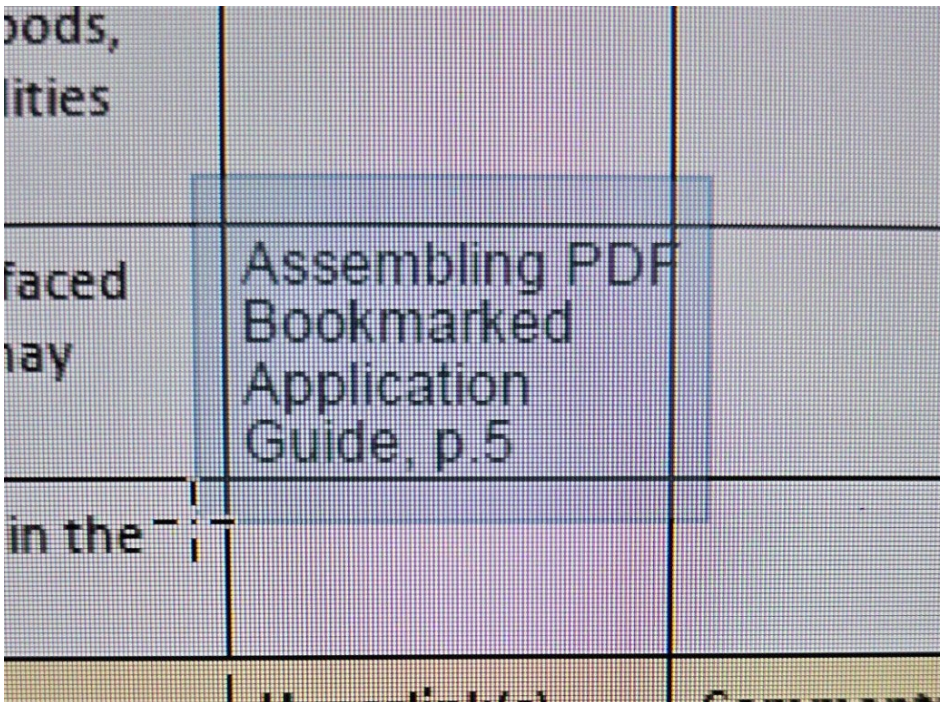 oods,
lities
faced
nay
in the
Assembling PDF
Bookmarked
Application
Guide, p.5